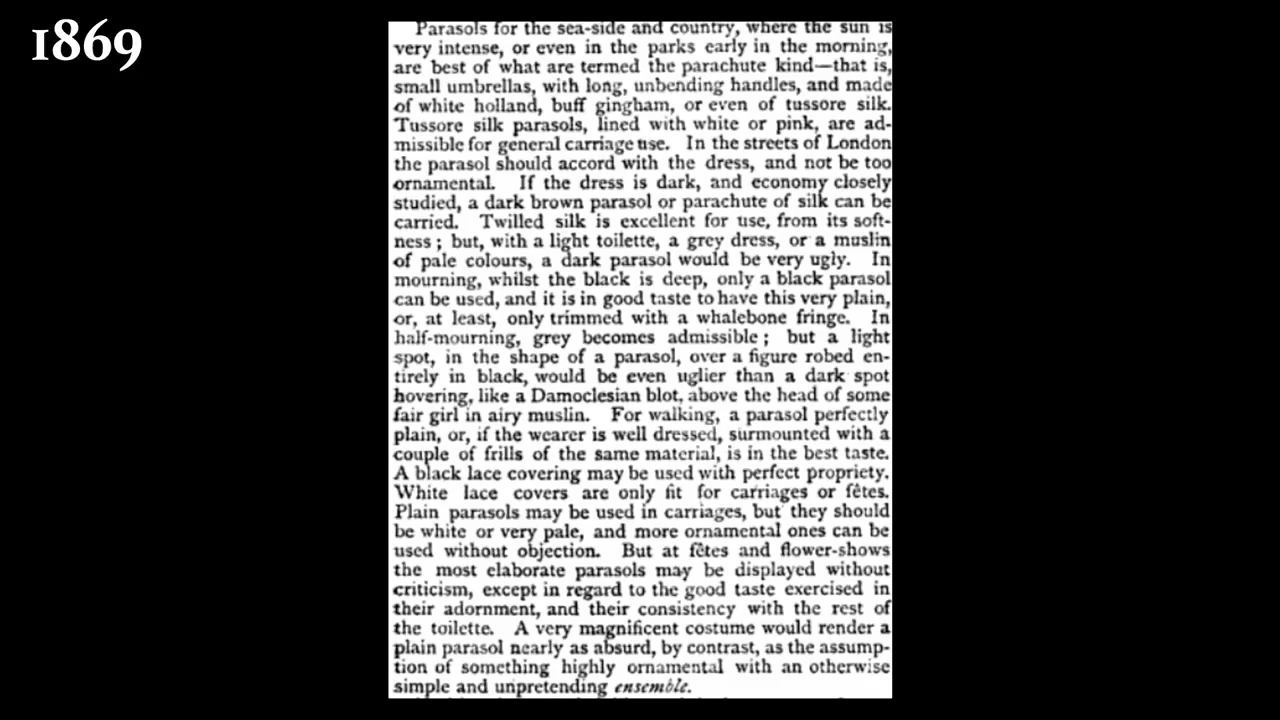 1869
Parasols for the sea-side and country, where the sun is
very intense, or even in the parks early in the morning,
are best of what are termed the parachute kind—that is,
small umbrellas, with long, unbending handles, and made
of white holland, buff gingham, or even of tussore silk.
Tussore silk parasols, lined with white or pink, are ad-
missible for general carriage use. In the streets of London
the parasol should accord with the dress, and not be too
ornamental. If the dress is dark, and economy closely
studied, a dark brown parasol or parachute of silk can be
carried. Twilled silk is excellent for use, from its soft-
ness; but, with a light toilette, a grey dress, or a muslin
of pale colours, a dark parasol would be very ugly. In
mourning, whilst the black is deep, only a black parasol
can be used, and it is in good taste to have this very plain,
or, at least, only trimmed with a whalebone fringe. In
half-mourning, grey becomes admissible; but a light
spot, in the shape of a parasol, over a figure robed en-
tirely in black, would be even uglier than a dark spot
hovering, like a Damoclesian blot, above the head of some
fair girl in airy muslin. For walking, a parasol perfectly
plain, or, if the wearer is well dressed, surmounted with a
couple of frills of the same material, is in the best taste.
A black lace covering may be used with perfect propriety.
White lace covers are only fit for carriages or fêtes.
Plain parasols may be used in carriages, but they should
be white or very pale, and more ornamental ones can be
used without objection. But at fêtes and flower-shows
the most elaborate parasols may be displayed without
criticism, except in regard to the good taste exercised in
their adornment, and their consistency with the rest of
the toilette. A very magnificent costume would render a
plain parasol nearly as absurd, by contrast, as the assump-
tion of something highly ornamental with an otherwise
simple and unpretending ensemble.